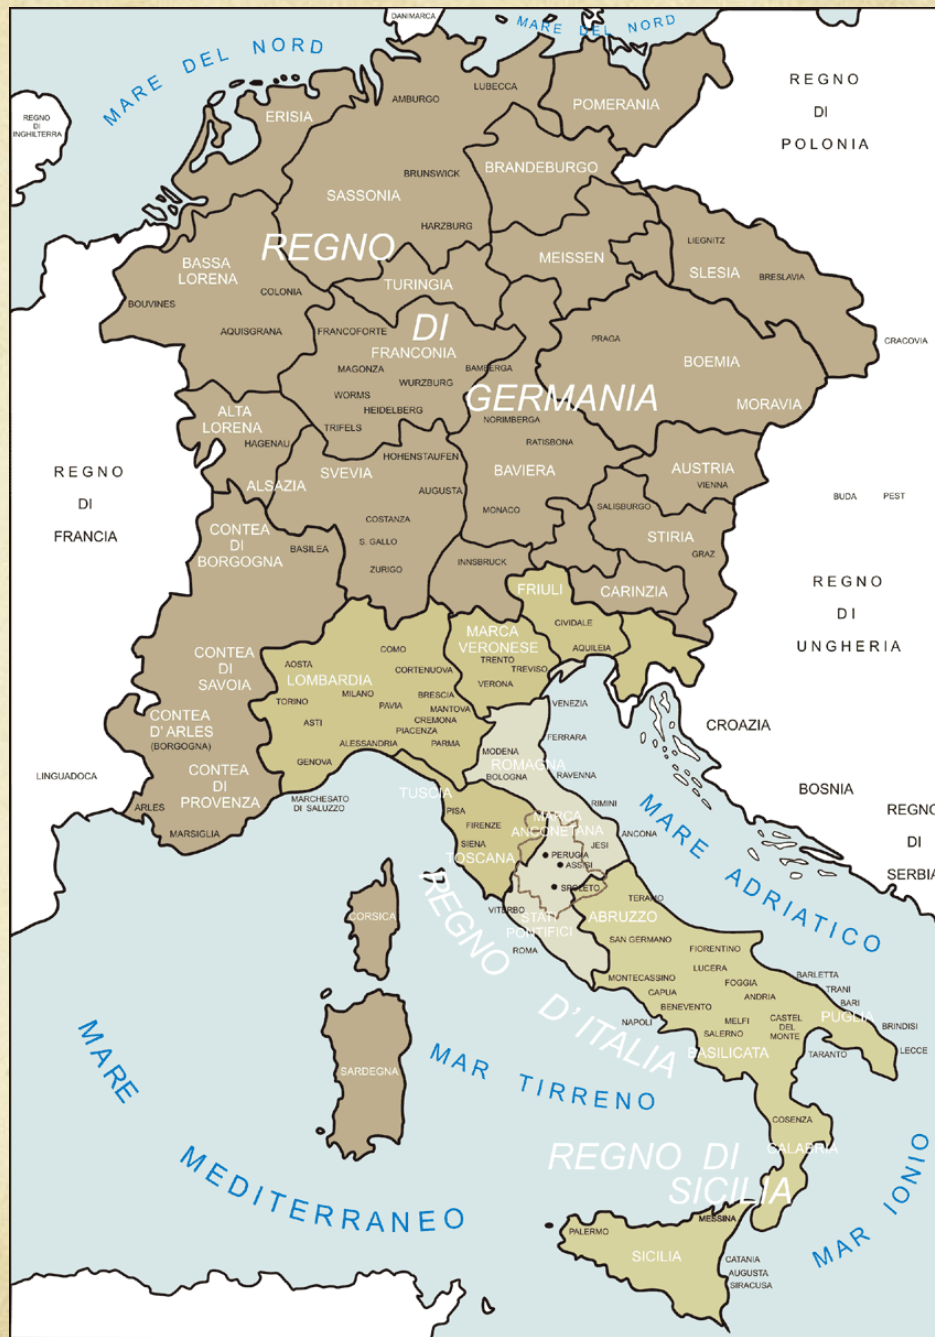 DANIMARCA
MARE DEL NORD
MARE DEL NORD
REGNO
DI
POLONIA
REGNO
DI
INGHILTERRA
LUBECCA
AMBURGO
POMERANIA
ERISIA
BRANDEBURGO
BRUNSWICK
SASSONIA
HARZBURG
REGNO
BASSA
LORENA
MEISSEN
LIEGNITZ
SLESIA
BRESLAVIA
TURINGIA
COLONIA
BOUVINES
AQUISGRANA
FRANCOFORTE
DI
FRANCONIA
PRAGA
CRACOVIA
BOEMIA
MAGONZA
BAMBERGA
WURZBURG
WORMS
GERMANIA
MORAVIA
HEIDELBERG
NORIMBERGA
TRIFELS
ALTA
LORENA
HAGENAU
RATISBONA
HOHENSTAUFEN
SVEVIA
BAVIERA
AUSTRIA
VIENNA
ALSAZIA
AUGUSTA
REGNO
DI
FRANCIA
BUDA
PEST
MONACO
SALISBURGO
COSTANZA
CONTEA
DI
BORGOGNA
BASILEA
S. GALLO
STIRIA
GRAZ
ZURIGO
INNSBRUCK
FRIULI
CARINZIA
REGNO
DI
UNGHERIA
CIVIDALE
MARCA
VERONESE
AQUILEIA
COMO
CONTEA
DI
SAVOIA
AOSTA
LOMBARDIA
CORTENUOVA
TRENTO
TREVISO
VERONA
TORINO
MILANO
PAVIA
BRESCIA
MANTOVA
VENEZIA
CONTEA
D'ARLES
(BORGOGNA)
ASTI
CREMONA
PIACENZA
CROAZIA
ALESSANDRIA
PARMA
FERRARA
MODENA
ROMAGNA
BOLOGNA
GENOVA
RAVENNA
LINGUADOCA
CONTEA
DI
PROVENZA
BOSNIA
TUSCIA
MARCHESATO
DI SALUZZO
ARLES
MARSIGLIA
PISA
RIMINI
REGNO
DI
SERBIA
MARCA
ANCONETANA
FIRENZE
ANCONA
SIENA
JESI
TOSCANA
PERUGIA
ASSISI
MARE ADRIATICO
SPOLETO
TERAMO
VITERBO
STATI
PONTIFICI
ABRUZZO
CORSICA
REGNO
D'ITALIA
ROMA
SAN GERMANO
FIORENTINO
LUCERA
BARLETTA
MONTECASSINO
FOGGIA
TRANI
CAPUA
ANDRIA
BARI
BENEVENTO
PUGLIA
NAPOLI
MELFI
CASTEL
DEL
MONTE
BRINDISI
SALERNO
BASILICATA
LECCE
TARANTO
SARDEGNA
MAR TIRRENO
MARE
MEDITERRANEO
COSENZA
CALABRIA
REGNO DI
SICILIA
MAR IONIO
MESSINA
PALERMO
SICILIA
CATANIA
AUGUSTA
SIRACUSA